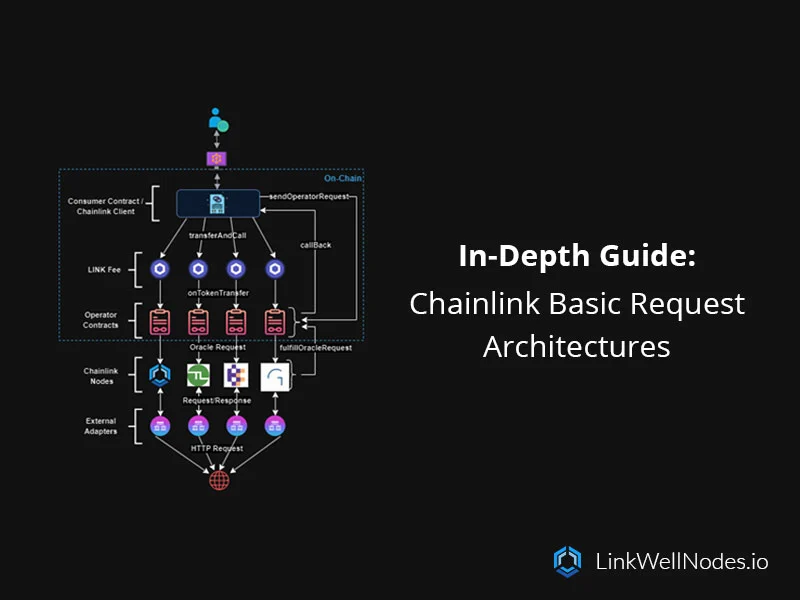 On-Chain
Consumer Contract /
Chainlink Client
sendOperatorRequest
transferAndCall
callBack
LINK Fee
onTokenTransfer
Operator
Contracts
Oracle Request
fulfillOracleRequest
Chainlink
Nodes
Request/Response
External
Adapters
HTTP Request
In-Depth Guide:
Chainlink Basic Request
Architectures
LinkWellNodes.io